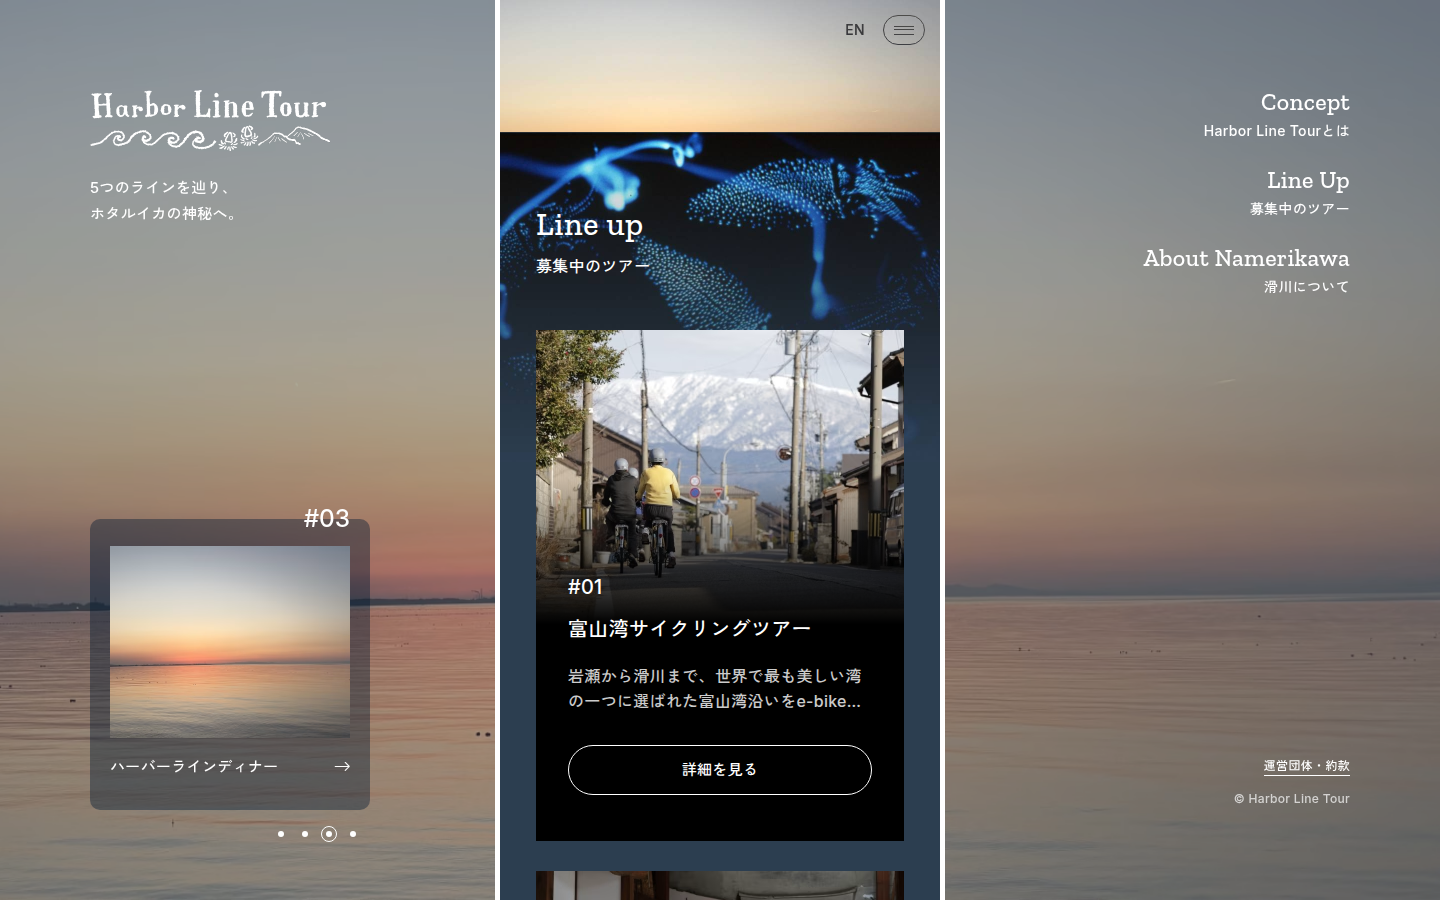 Harbor Line Tour
5つのラインを辿り、
ホタルイカの神秘へ。
#03
ハーバーラインディナー
EN
Line up
募集中のツアー
#01
富山湾サイクリングツアー
岩瀬から滑川まで、世界で最も美しい湾
の一つに選ばれた富山湾沿いをe-bike…
詳細を見る
Concept
Harbor Line Tourとは
Line Up
募集中のツアー
About Namerikawa
滑川について
運営団体・約款
© Harbor Line Tour